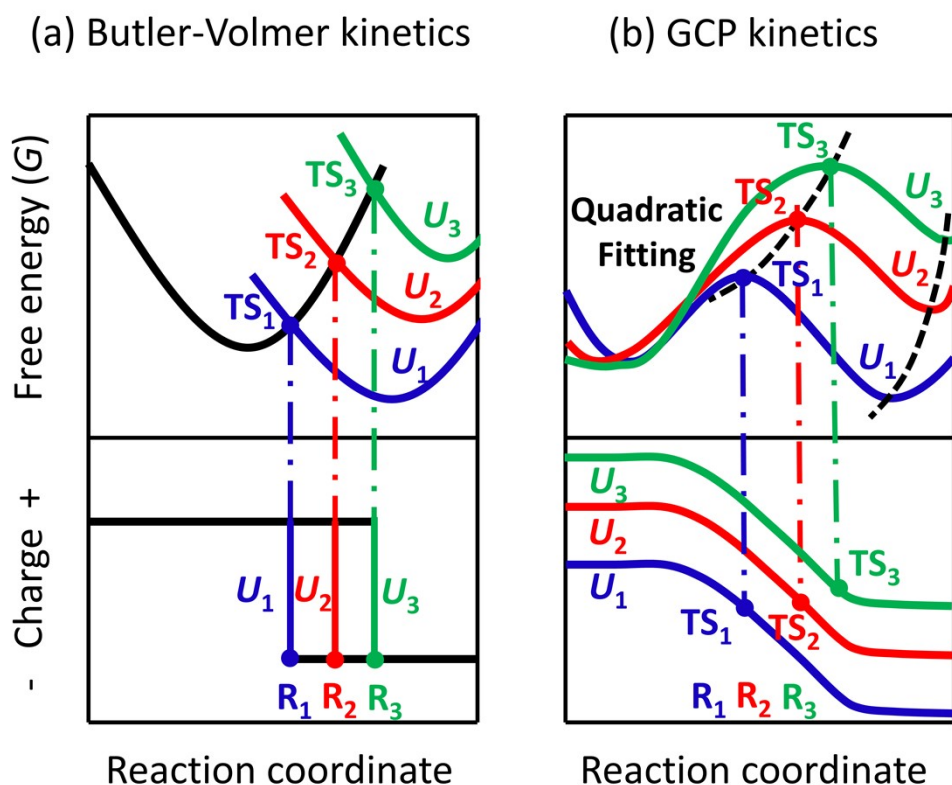 (a) Butler-Volmer kinetics
(b) GCP kinetics
Free energy (G)
- Charge +
TS₁
TS₂
TS₃
U₁
U₂
U₃
U₁
U₂
U₃
R₁
R₂
R₃
Reaction coordinate
Quadratic
Fitting
TS₃
TS₂
TS₁
U₃
U₂
U₁
U₃
U₂
U₁
TS₃
TS₂
TS₁
R₁
R₂
R₃
Reaction coordinate